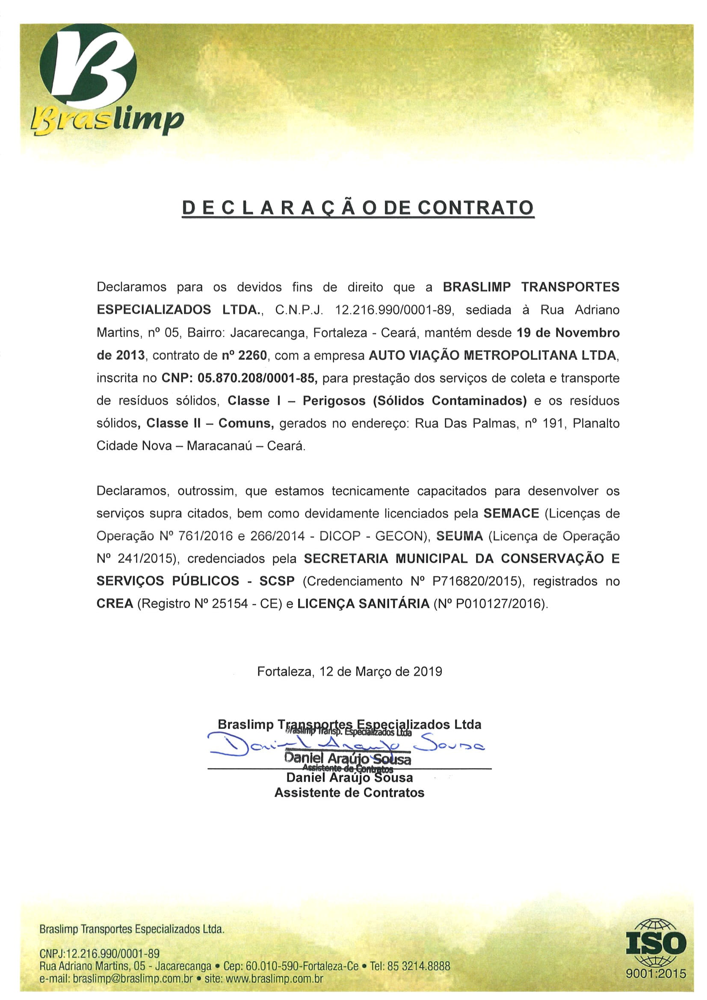 B
Braslimp
D E C L A R A Ç Ã O DE CONTRATO
Declaramos para os devidos fins de direito que a BRASLIMP TRANSPORTES
ESPECIALIZADOS LTDA., C.N.P.J. 12.216.990/0001-89, sediada à Rua Adriano
Martins, nº 05, Bairro: Jacarecanga, Fortaleza - Ceará, mantém desde 19 de Novembro
de 2013, contrato de nº 2260, com a empresa AUTO VIAÇÃO METROPOLITANA LTDA,
inscrita no CNP: 05.870.208/0001-85, para prestação dos serviços de coleta e transporte
de resíduos sólidos, Classe I – Perigosos (Sólidos Contaminados) e os resíduos
sólidos, Classe II – Comuns, gerados no endereço: Rua Das Palmas, nº 191, Planalto
Cidade Nova – Maracanaú – Ceará.
Declaramos, outrossim, que estamos tecnicamente capacitados para desenvolver os
serviços supra citados, bem como devidamente licenciados pela SEMACE (Licenças de
Operação Nº 761/2016 e 266/2014 - DICOP - GECON), SEUMA (Licença de Operação
Nº 241/2015), credenciados pela SECRETARIA MUNICIPAL DA CONSERVAÇÃO E
SERVIÇOS PÚBLICOS - SCSP (Credenciamento Nº P716820/2015), registrados no
CREA (Registro Nº 25154 - CE) e LICENÇA SANITÁRIA (Nº P010127/2016).
Fortaleza, 12 de Março de 2019
Braslimp Transportes Especializados Ltda
Braslimp Transp. Especializados Ltda
Daniel Araujo Sousa
Daniel Araújo Sousa
Assistente de Contratos
Daniel Araújo Sousa
Assistente de Contratos
Braslimp Transportes Especializados Ltda.
CNPJ:12.216.990/0001-89
Rua Adriano Martins, 05 - Jacarecanga • Cep: 60.010-590-Fortaleza-Ce • Tel: 85 3214.8888
e-mail: braslimp@braslimp.com.br • site: www.braslimp.com.br
ISO
9001:2015